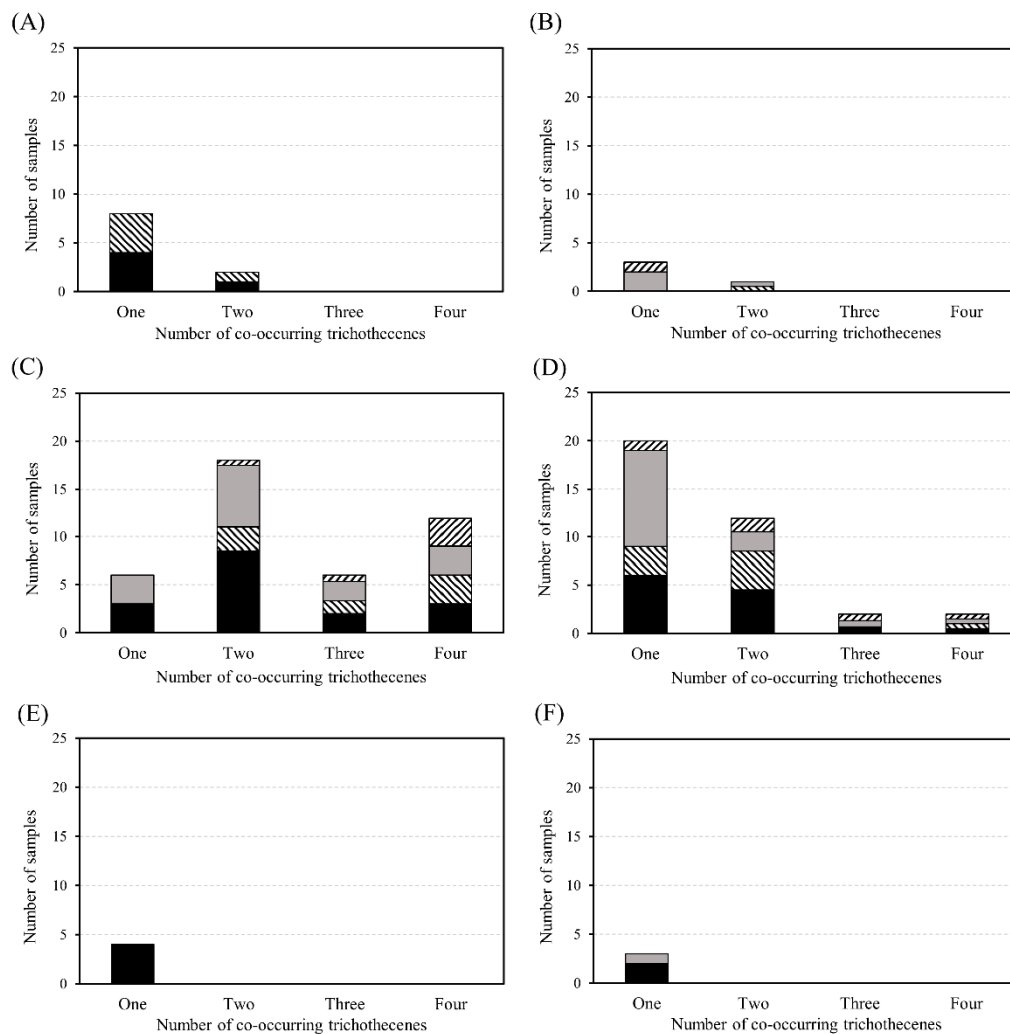 (A)
25
20
15
10
5
0
Number of samples
One Two Three Four
Number of co-occurring trichothecenes
(B)
25
20
15
10
5
0
Number of samples
One Two Three Four
Number of co-occurring trichothecenes
(C)
25
20
15
10
5
0
Number of samples
One Two Three Four
Number of co-occurring trichothecenes
(D)
25
20
15
10
5
0
Number of samples
One Two Three Four
Number of co-occurring trichothecenes
(E)
25
20
15
10
5
0
Number of samples
One Two Three Four
Number of co-occurring trichothecenes
(F)
25
20
15
10
5
0
Number of samples
One Two Three Four
Number of co-occurring trichothecenes